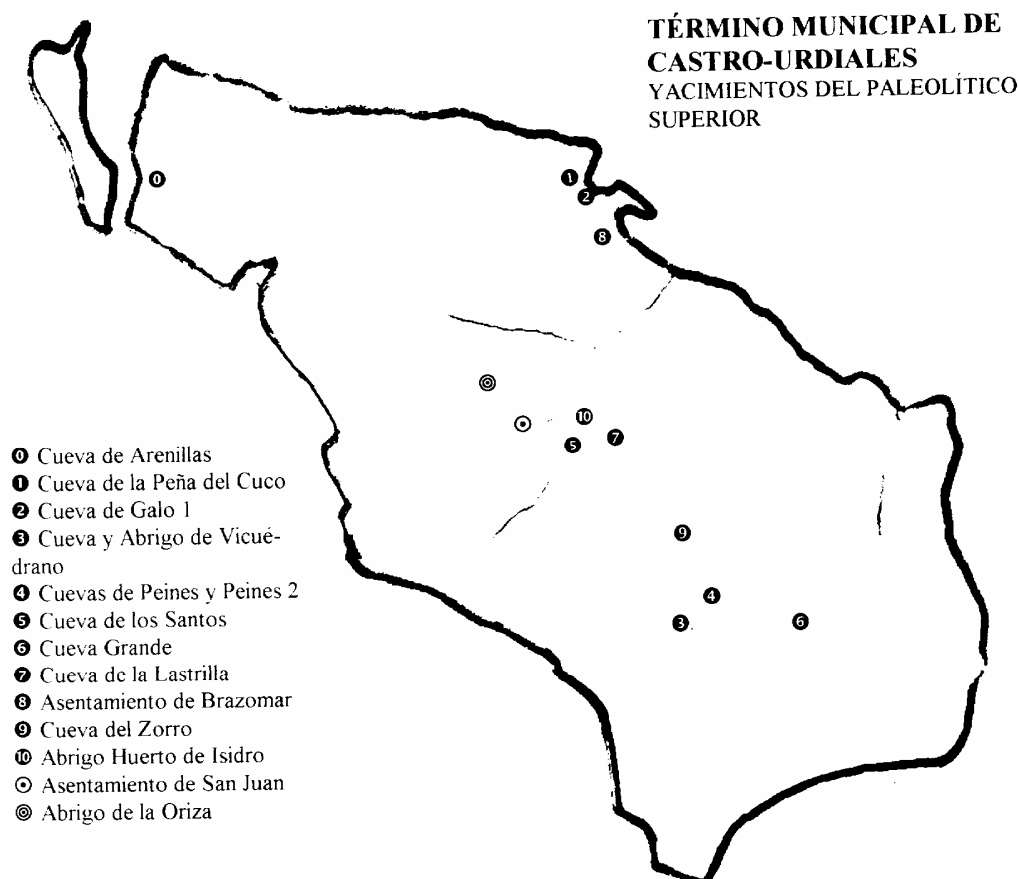 TÉRMINO MUNICIPAL DE
CASTRO-URDIALES
YACIMIENTOS DEL PALEOLÍTICO
SUPERIOR
0
1
2
8
10
7
5
9
4
3
6
0 Cueva de Arenillas
1 Cueva de la Peña del Cuco
2 Cueva de Galo 1
3 Cueva y Abrigo de Vicué-
drano
4 Cuevas de Peines y Peines 2
5 Cueva de los Santos
6 Cueva Grande
7 Cueva de la Lastrilla
8 Asentamiento de Brazomar
9 Cueva del Zorro
10 Abrigo Huerto de Isidro
Asentamiento de San Juan
Abrigo de la Oriza